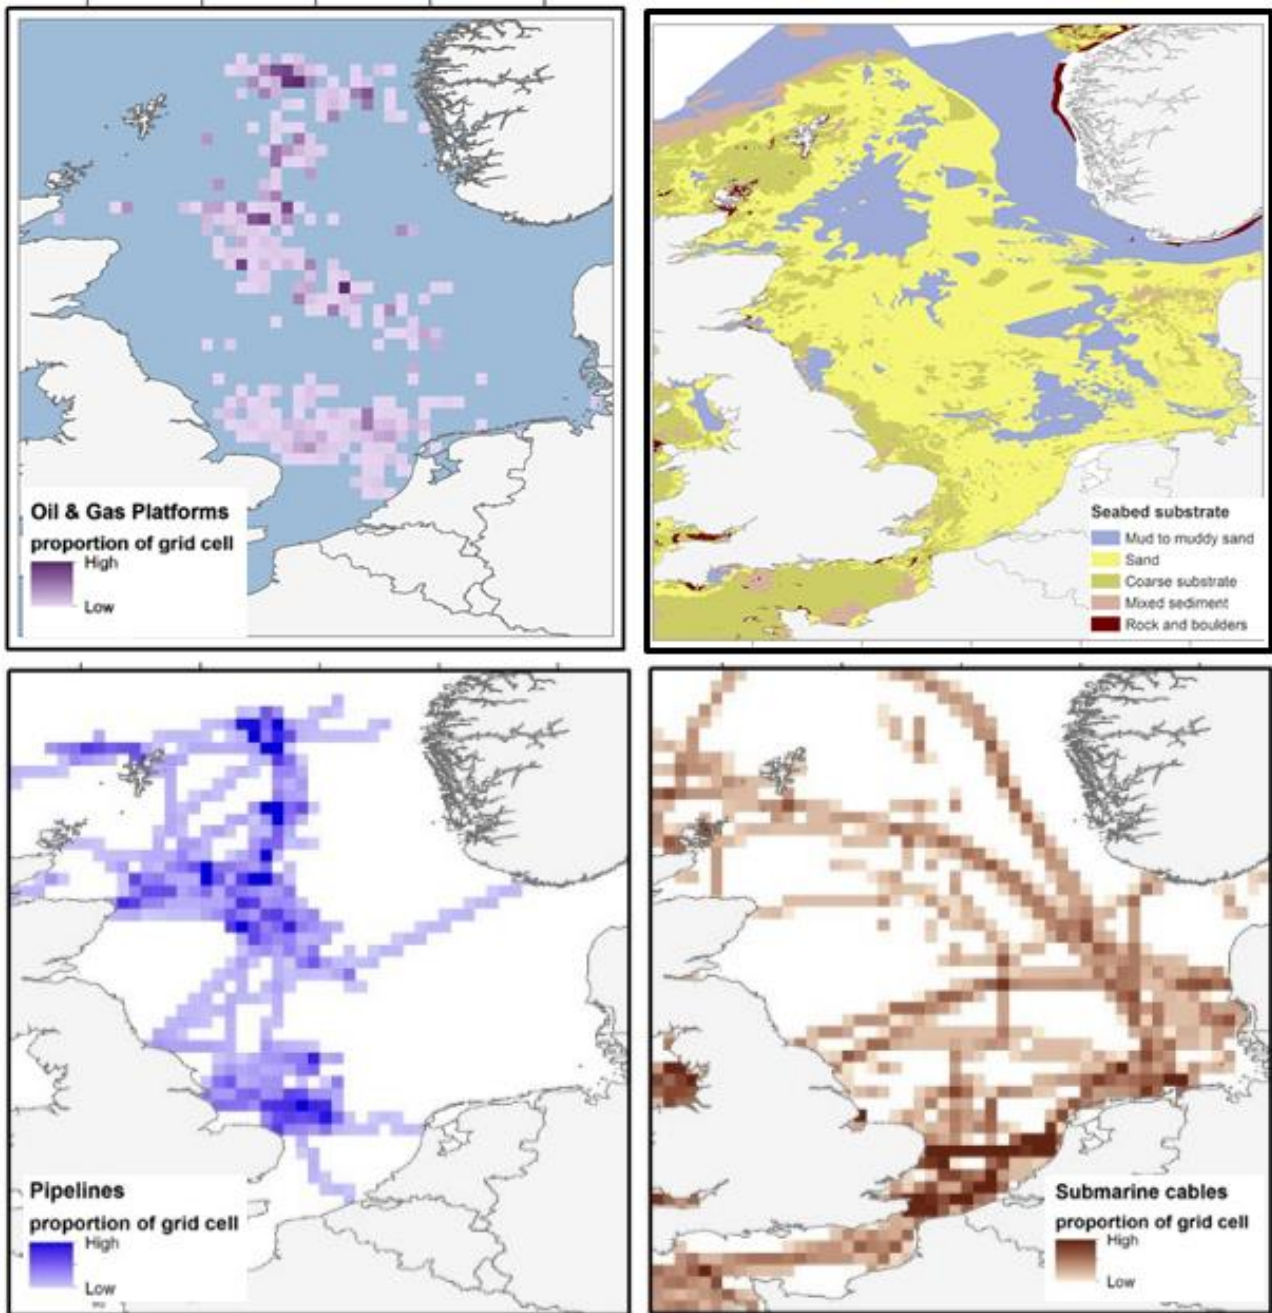 Oil & Gas Platforms
proportion of grid cell
High
Low
Seabed substrate
Mud to muddy sand
Sand
Coarse substrate
Mixed sediment
Rock and boulders
Pipelines
proportion of grid cell
High
Low
Submarine cables
proportion of grid cell
High
Low